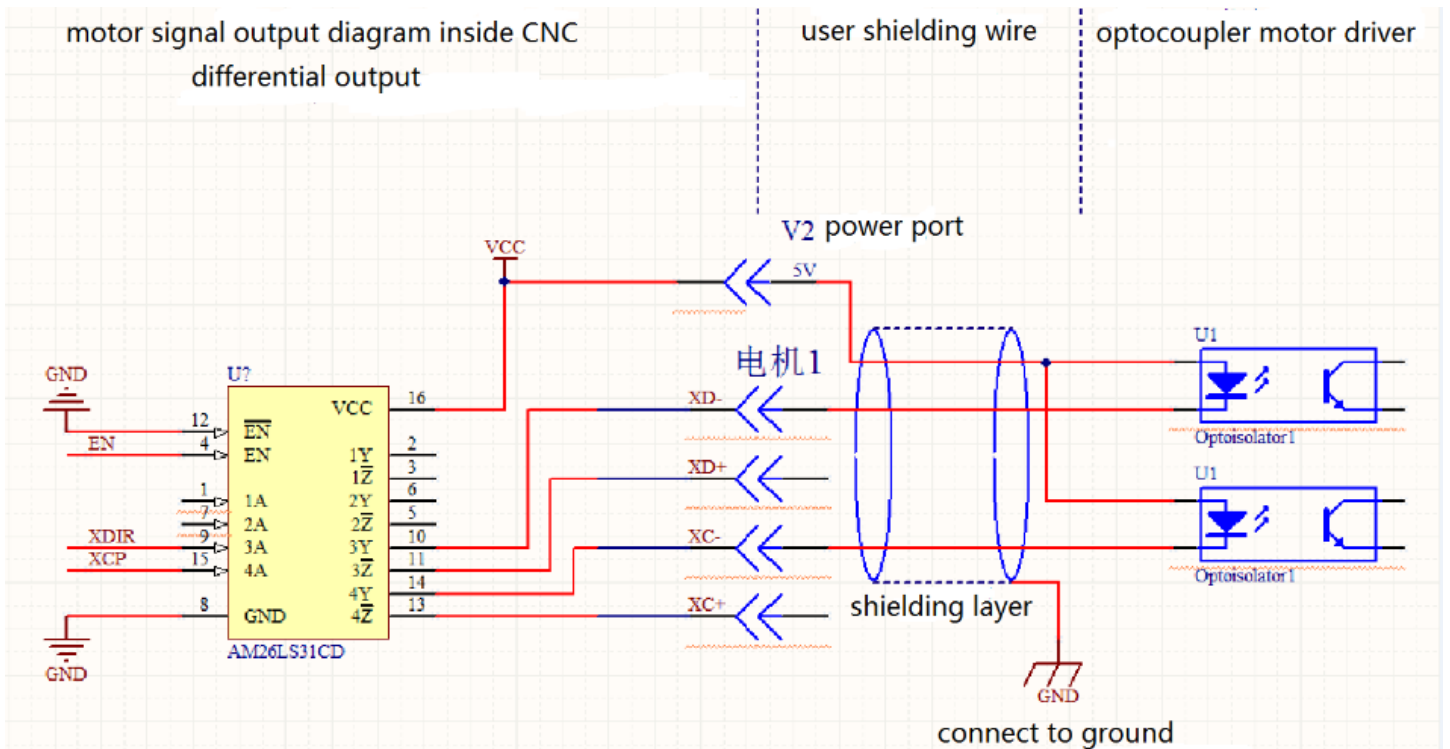 motor signal output diagram inside CNC
differential output
user shielding wire
optocoupler motor driver
V2 power port
VCC
5V
电机1
GND
U?
VCC 16
12 EN
EN 4 EN
1Y 2
1Z 3
1 1A
2Y 6
7 2A
2Z 5
XDIR 9 3A
3Y 10
XCP 15 4A
3Z 11
4Y 14
8 GND
4Z 13
AM26LS31CD
GND
XD-
XD+
XC-
XC+
shielding layer
GND
connect to ground
U1
Optoisolator1
U1
Optoisolator1